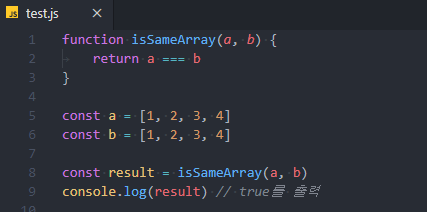 JS test.js ×
1 function isSameArray(a, b) {
2     return a === b
3 }
4
5 const a = [1, 2, 3, 4]
6 const b = [1, 2, 3, 4]
7
8 const result = isSameArray(a, b)
9 console.log(result) // true를 출력
10